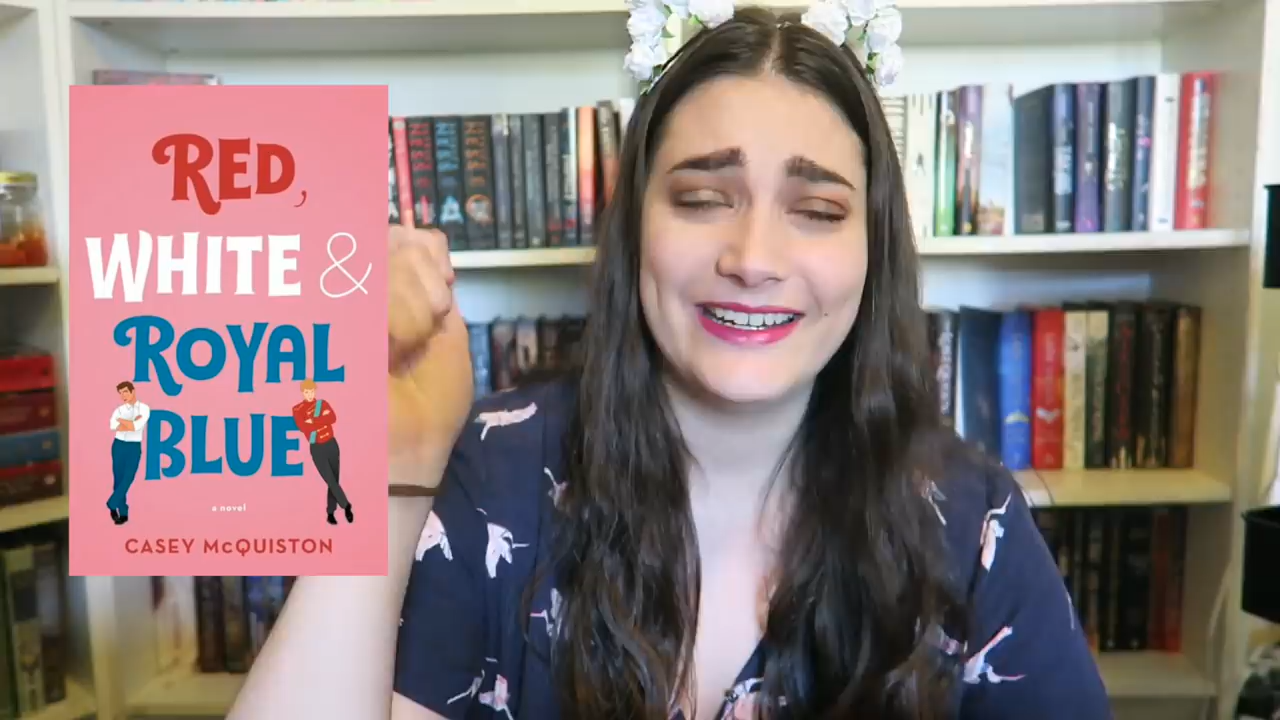 RED,
WHITE &
ROYAL
BLUE
a novel
CASEY McQUISTON